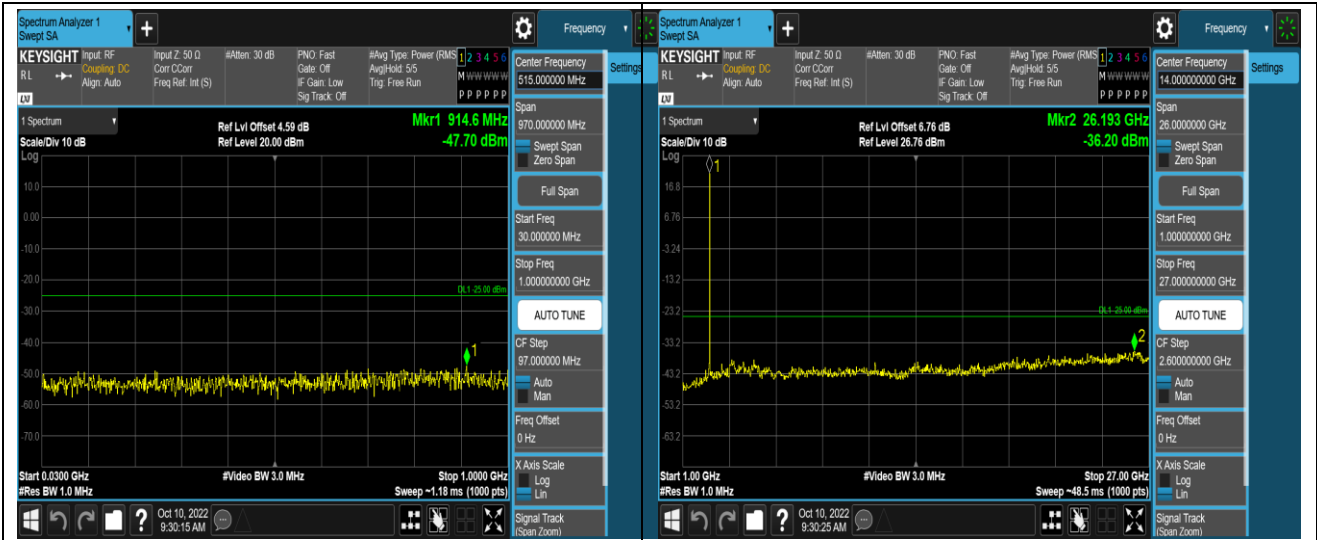 Spectrum Analyzer 1
Swept SA
+
Frequency
KEYSIGHT
RL
LXI
Input: RF
Coupling: DC
Align: Auto
Input Z: 50 Ω
Corr CCorr
Freq Ref: Int (S)
#Atten: 30 dB
PNO: Fast
Gate: Off
IF Gain: Low
Sig Track: Off
#Avg Type: Power (RMS
Avg|Hold: 5/5
Trig: Free Run
1 2 3 4 5 6
M W W W W W
P P P P P P
1 Spectrum
Scale/Div 10 dB
Log
Ref Lvl Offset 4.59 dB
Ref Level 20.00 dBm
Mkr1 914.6 MHz
-47.70 dBm
10.0
0.00
-10.0
-20.0
DL1 -25.00 dBm
-30.0
-40.0
1
-50.0
-60.0
-70.0
Start 0.0300 GHz
#Res BW 1.0 MHz
#Video BW 3.0 MHz
Stop 1.0000 GHz
Sweep ~1.18 ms (1000 pts)
?
Oct 10, 2022
9:30:15 AM
Center Frequency
515.000000 MHz
Span
970.000000 MHz
Swept Span
Zero Span
Full Span
Start Freq
30.000000 MHz
Stop Freq
1.000000000 GHz
AUTO TUNE
CF Step
97.000000 MHz
Auto
Man
Freq Offset
0 Hz
X Axis Scale
Log
Lin
Signal Track
(Span Zoom)
Settings
Spectrum Analyzer 1
Swept SA
+
Frequency
KEYSIGHT
RL
LXI
Input: RF
Coupling: DC
Align: Auto
Input Z: 50 Ω
Corr CCorr
Freq Ref: Int (S)
#Atten: 30 dB
PNO: Fast
Gate: Off
IF Gain: Low
Sig Track: Off
#Avg Type: Power (RMS
Avg|Hold: 5/5
Trig: Free Run
1 2 3 4 5 6
M W W W W W
P P P P P P
1 Spectrum
Scale/Div 10 dB
Log
Ref Lvl Offset 6.76 dB
Ref Level 26.76 dBm
Mkr2 26.193 GHz
-36.20 dBm
1
16.8
6.76
-3.24
-13.2
-23.2
DL1 -25.00 dBm
-33.2
2
-43.2
-53.2
-63.2
Start 1.00 GHz
#Res BW 1.0 MHz
#Video BW 3.0 MHz
Stop 27.00 GHz
Sweep ~48.5 ms (1000 pts)
?
Oct 10, 2022
9:30:25 AM
Center Frequency
14.000000000 GHz
Span
26.0000000 GHz
Swept Span
Zero Span
Full Span
Start Freq
1.000000000 GHz
Stop Freq
27.000000000 GHz
AUTO TUNE
CF Step
2.600000000 GHz
Auto
Man
Freq Offset
0 Hz
X Axis Scale
Log
Lin
Signal Track
(Span Zoom)
Settings